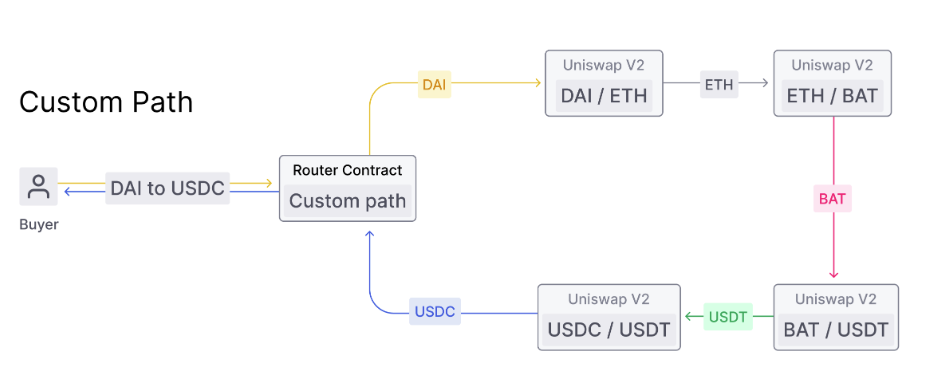 Custom Path
Buyer
DAI to USDC
Router Contract
Custom path
DAI
Uniswap V2
DAI / ETH
ETH
Uniswap V2
ETH / BAT
BAT
Uniswap V2
BAT / USDT
USDT
Uniswap V2
USDC / USDT
USDC